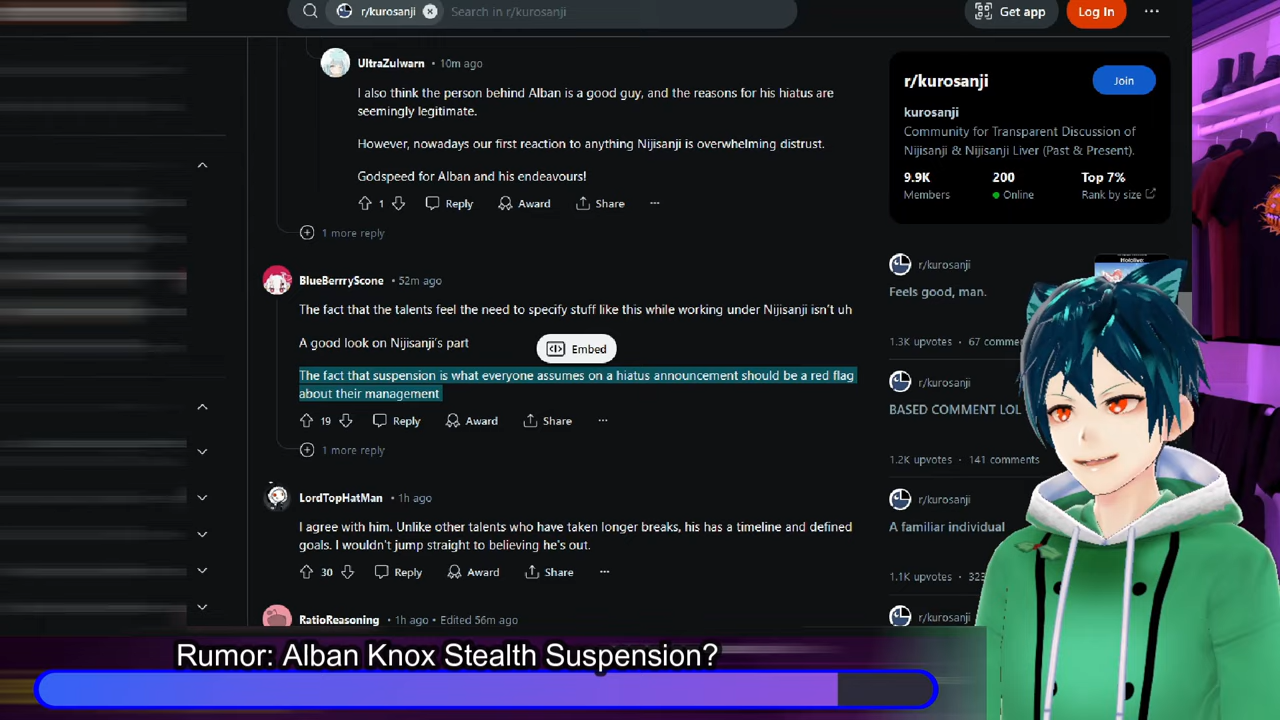 r/kurosanji
Search in r/kurosanji
Get app
Log In
UltraZulwarn • 10m ago
I also think the person behind Alban is a good guy, and the reasons for his hiatus are
seemingly legitimate.
However, nowadays our first reaction to anything Nijisanji is overwhelming distrust.
Godspeed for Alban and his endeavours!
1
Reply
Award
Share
1 more reply
BlueBerrryScone • 52m ago
The fact that the talents feel the need to specify stuff like this while working under Nijisanji isn't uh
A good look on Nijisanji's part
Embed
The fact that suspension is what everyone assumes on a hiatus announcement should be a red flag
about their management
19
Reply
Award
Share
1 more reply
LordTopHatMan • 1h ago
I agree with him. Unlike other talents who have taken longer breaks, his has a timeline and defined
goals. I wouldn't jump straight to believing he's out.
30
Reply
Award
Share
RatioReasoning • 1h ago • Edited 56m ago
r/kurosanji
Join
kurosanji
Community for Transparent Discussion of
Nijisanji & Nijisanji Liver (Past & Present).
9.9K
200
Top 7%
Members
Online
Rank by size
r/kurosanji
Feels good, man.
1.3K upvotes • 67
r/kurosanji
BASED COMMENT LOL
1.2K upvotes • 141 comments
r/kurosanji
A familiar individual
1.1K upvotes •
r/kurosanji
Rumor: Alban Knox Stealth Suspension?